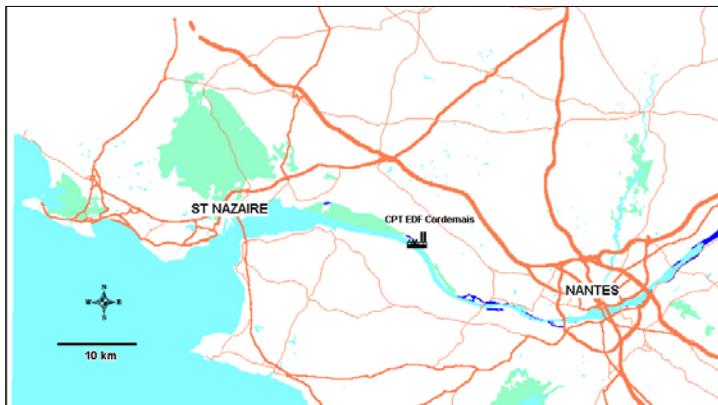 CPT EDF Cordemais
ST NAZAIRE
NANTES
N
W E
S
10 km